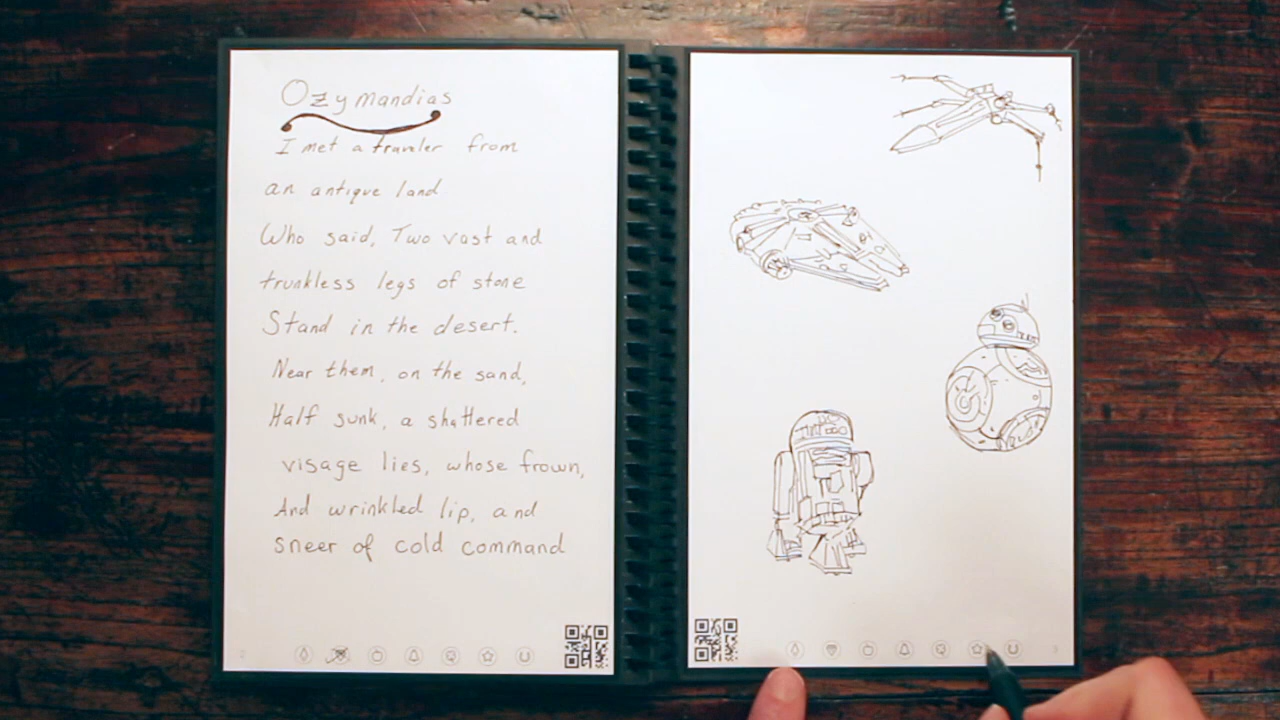 Ozymandias
I met a traveler from
an antique land
Who said, Two vast and
trunkless legs of stone
Stand in the desert.
Near them, on the sand,
Half sunk, a shattered
visage lies, whose frown,
And wrinkled lip, and
sneer of cold command
2
3